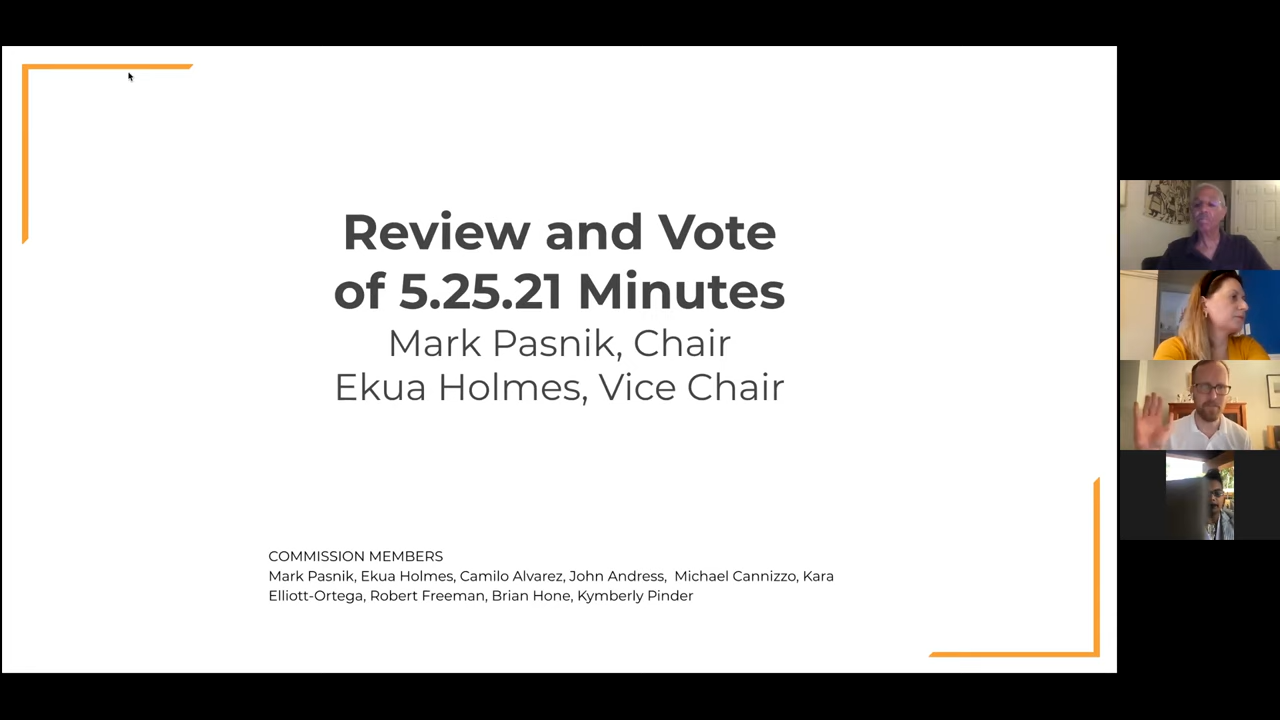 Review and Vote
of 5.25.21 Minutes
Mark Pasnik, Chair
Ekua Holmes, Vice Chair
COMMISSION MEMBERS
Mark Pasnik, Ekua Holmes, Camilo Alvarez, John Andress, Michael Cannizzo, Kara
Elliott-Ortega, Robert Freeman, Brian Hone, Kymberly Pinder